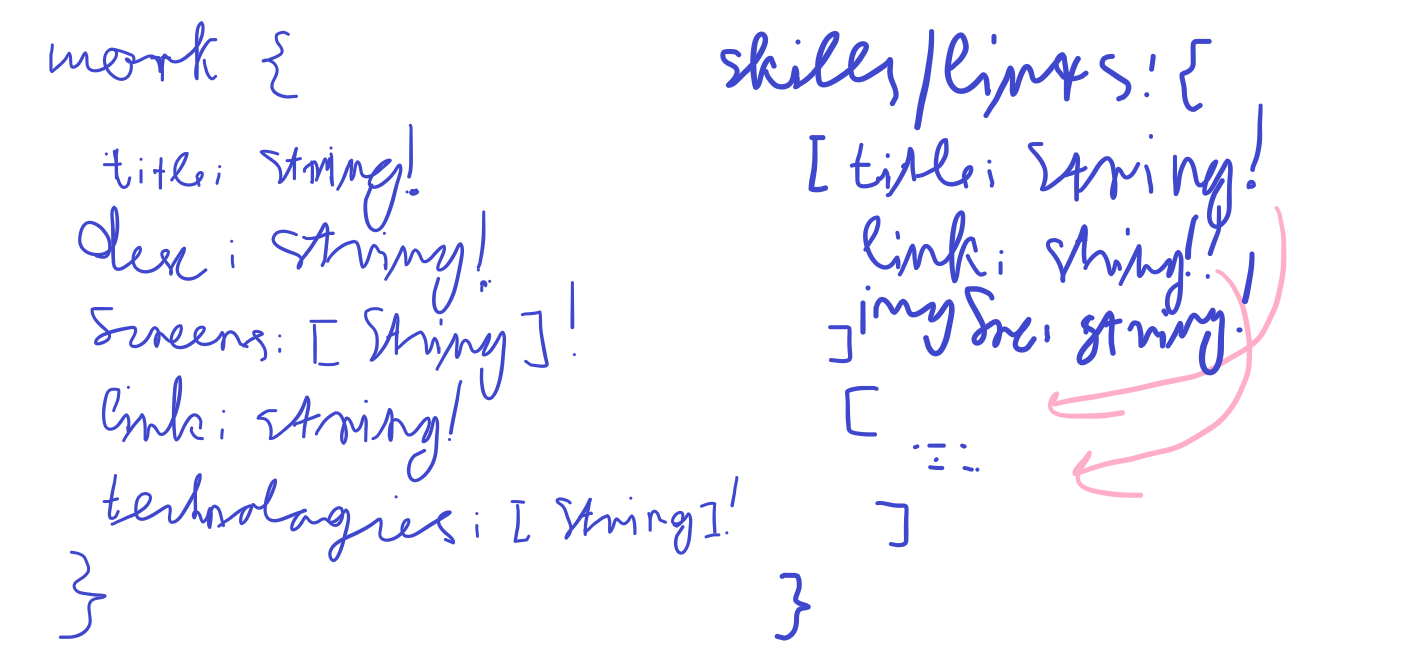 work {
title: string!
desc: string!
screens: [string]!
link: string!
technologies: [string]!
}
skills/links: {
[ title: string!
link: string!
imgSrc: string!
]
[
...
]
}